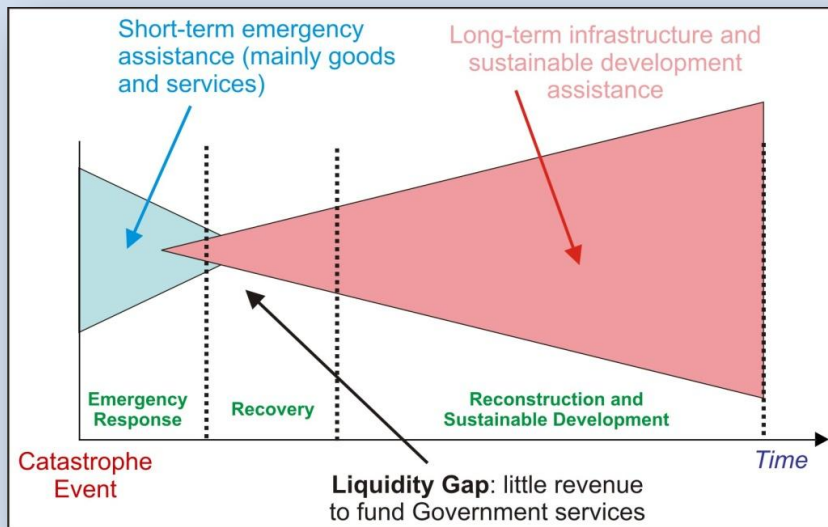 Short-term emergency
assistance (mainly goods
and services)
Long-term infrastructure and
sustainable development
assistance
Emergency
Response
Recovery
Reconstruction and
Sustainable Development
Catastrophe
Event
Time
Liquidity Gap: little revenue
to fund Government services